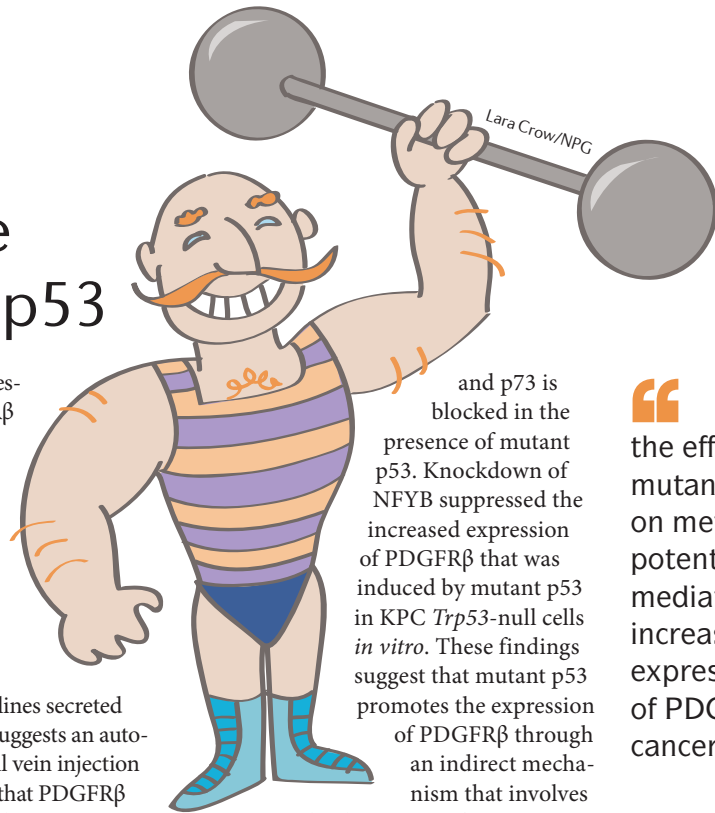 Lara Crow/NPG
e
p53
es-
β
lines secreted
uggests an auto-
l vein injection
that PDGFRβ
and p73 is
blocked in the
presence of mutant
p53. Knockdown of
NFYB suppressed the
increased expression
of PDGFRβ that was
induced by mutant p53
in KPC Trp53-null cells
in vitro. These findings
suggest that mutant p53
promotes the expression
of PDGFRβ through
an indirect mecha-
nism that involves
“
the eff
mutan
on me
potent
media
increas
expres
of PDG
cancer